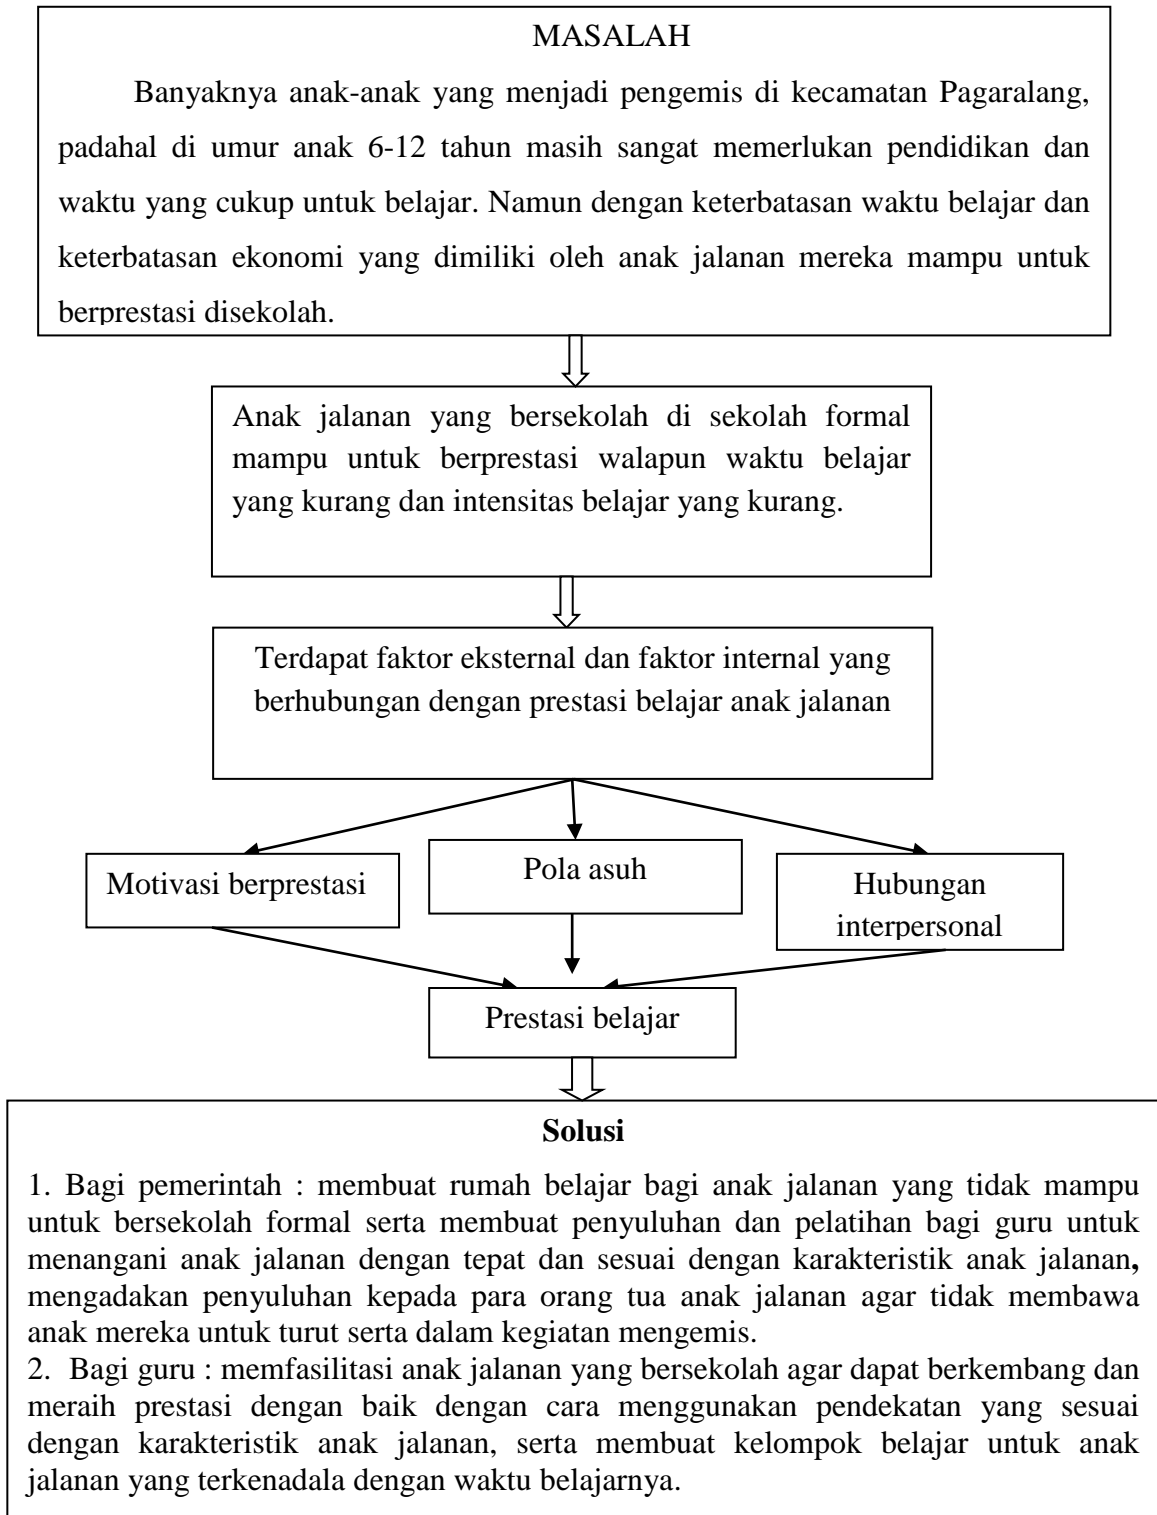 MASALAH
Banyaknya anak-anak yang menjadi pengemis di kecamatan Pagaralang,
padahal di umur anak 6-12 tahun masih sangat memerlukan pendidikan dan
waktu yang cukup untuk belajar. Namun dengan keterbatasan waktu belajar dan
keterbatasan ekonomi yang dimiliki oleh anak jalanan mereka mampu untuk
berprestasi disekolah.
Anak jalanan yang bersekolah di sekolah formal
mampu untuk berprestasi walapun waktu belajar
yang kurang dan intensitas belajar yang kurang.
Terdapat faktor eksternal dan faktor internal yang
berhubungan dengan prestasi belajar anak jalanan
Motivasi berprestasi
Pola asuh
Hubungan
interpersonal
Prestasi belajar
Solusi
1. Bagi pemerintah : membuat rumah belajar bagi anak jalanan yang tidak mampu
untuk bersekolah formal serta membuat penyuluhan dan pelatihan bagi guru untuk
menangani anak jalanan dengan tepat dan sesuai dengan karakteristik anak jalanan,
mengadakan penyuluhan kepada para orang tua anak jalanan agar tidak membawa
anak mereka untuk turut serta dalam kegiatan mengemis.
2. Bagi guru : memfasilitasi anak jalanan yang bersekolah agar dapat berkembang dan
meraih prestasi dengan baik dengan cara menggunakan pendekatan yang sesuai
dengan karakteristik anak jalanan, serta membuat kelompok belajar untuk anak
jalanan yang terkenadala dengan waktu belajarnya.